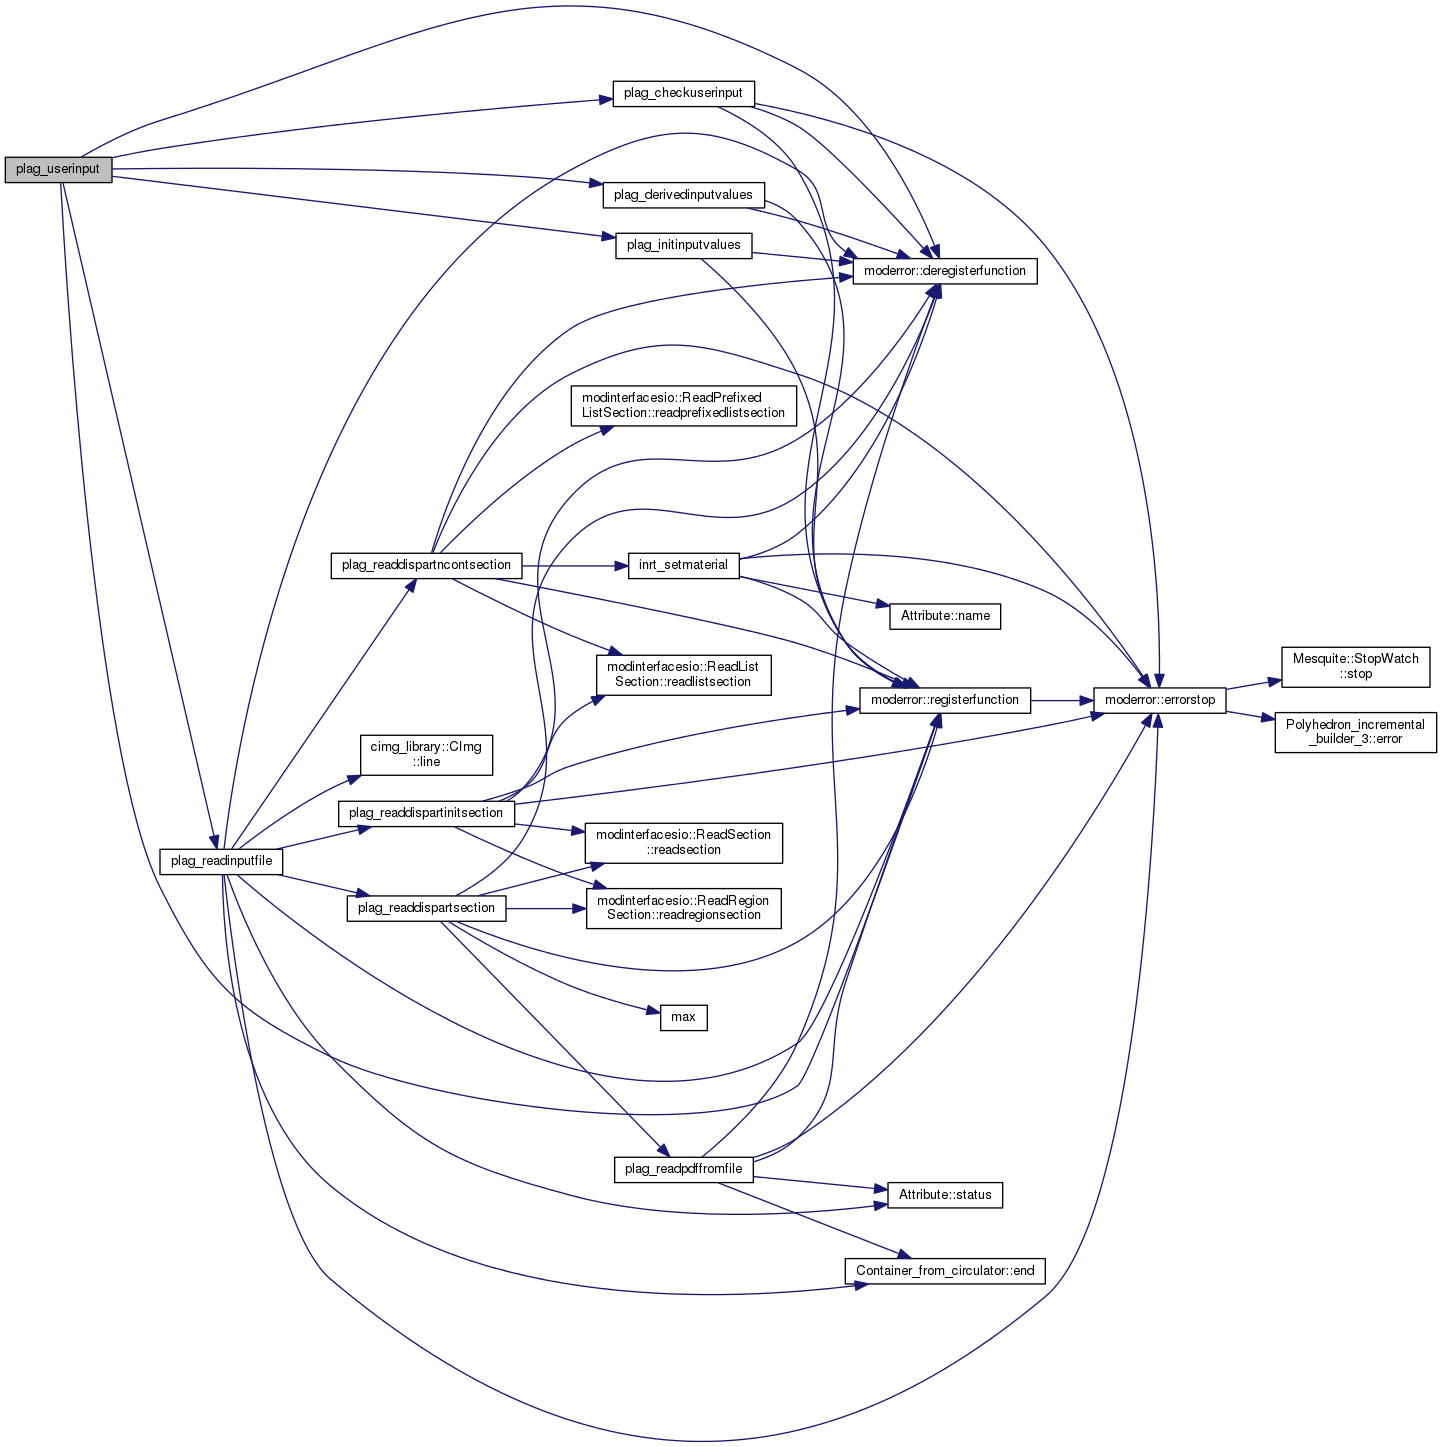 plag_userinput
plag_checkuserinput
plag_derivedinputvalues
plag_initinputvalues
moderror::deregisterfunction
modinterfacesio::ReadPrefixed
ListSection::readprefixedlistsection
plag_readdispartncontsection
inrt_setmaterial
Attribute::name
modinterfacesio::ReadList
Section::readlistsection
moderror::registerfunction
moderror::errorstop
Mesquite::StopWatch
::stop
Polyhedron_incremental
_builder_3::error
cimg_library::CImg
::line
plag_readdispartinitsection
modinterfacesio::ReadSection
::readsection
plag_readinputfile
plag_readdispartsection
modinterfacesio::ReadRegion
Section::readregionsection
max
plag_readpdffromfile
Attribute::status
Container_from_circulator::end